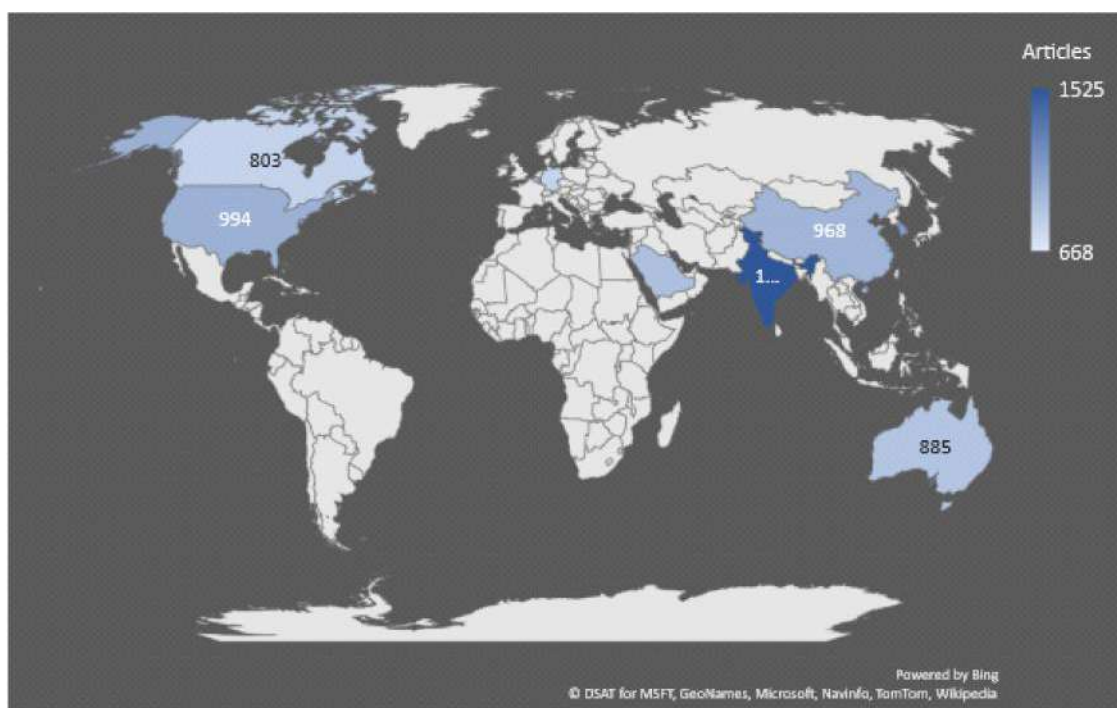 Articles
1525
668
803
994
968
1...
885
Powered by Bing
© DSAT for MSFT, GeoNames, Microsoft, Navinfo, TomTom, Wikipedia